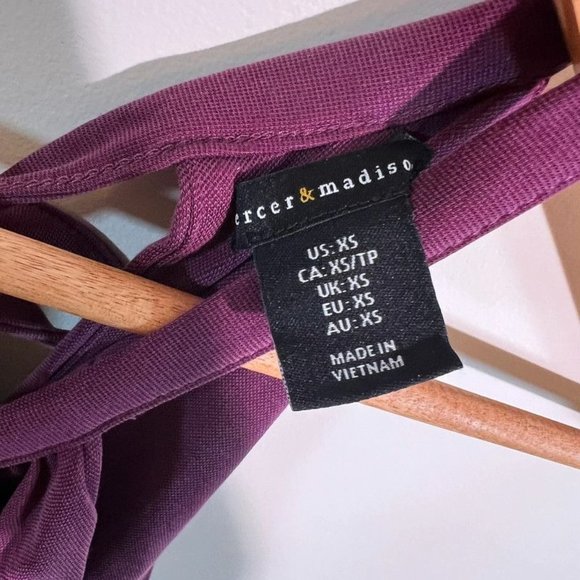 ercer&madiso
US: XS
CA: XS/TP
UK: XS
EU: XS
AU: XS
MADE IN
VIETNAM